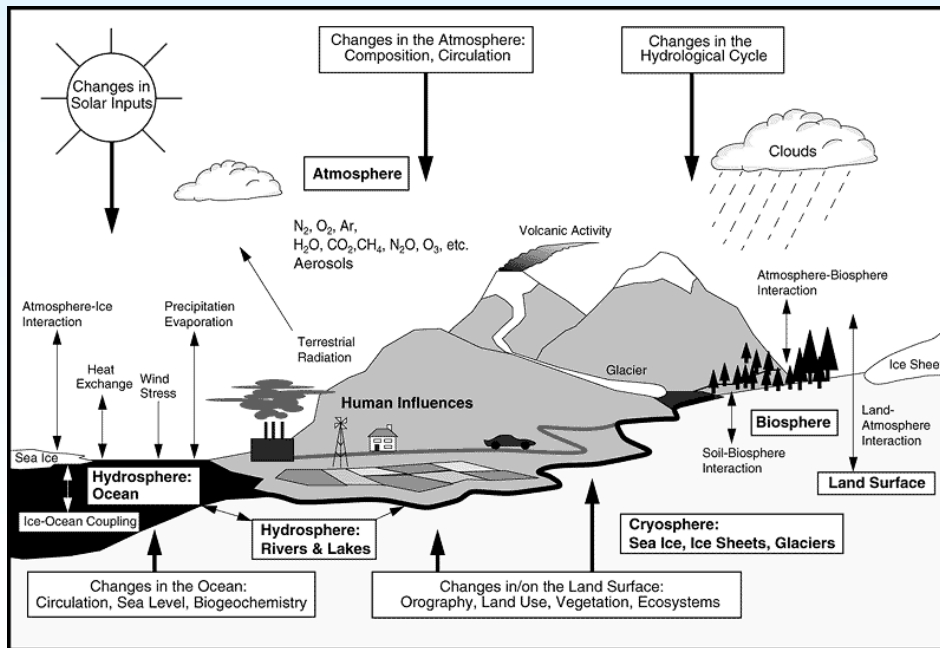 Changes in
Solar Inputs
Changes in the Atmosphere:
Composition, Circulation
Changes in the
Hydrological Cycle
Clouds
Atmosphere
N₂, O₂, Ar,
H₂O, CO₂,CH₄, N₂O, O₃, etc.
Aerosols
Volcanic Activity
Atmosphere-Biosphere
Interaction
Atmosphere-Ice
Interaction
Precipitatien
Evaporation
Terrestrial
Radiation
Heat
Exchange
Wind
Stress
Glacier
Ice Sheet
Human Influences
Biosphere
Land-
Atmosphere
Interaction
Soil-Biosphere
Interaction
Land Surface
Sea Ice
Hydrosphere:
Ocean
Ice-Ocean Coupling
Hydrosphere:
Rivers & Lakes
Cryosphere:
Sea Ice, Ice Sheets, Glaciers
Changes in the Ocean:
Circulation, Sea Level, Biogeochemistry
Changes in/on the Land Surface:
Orography, Land Use, Vegetation, Ecosystems